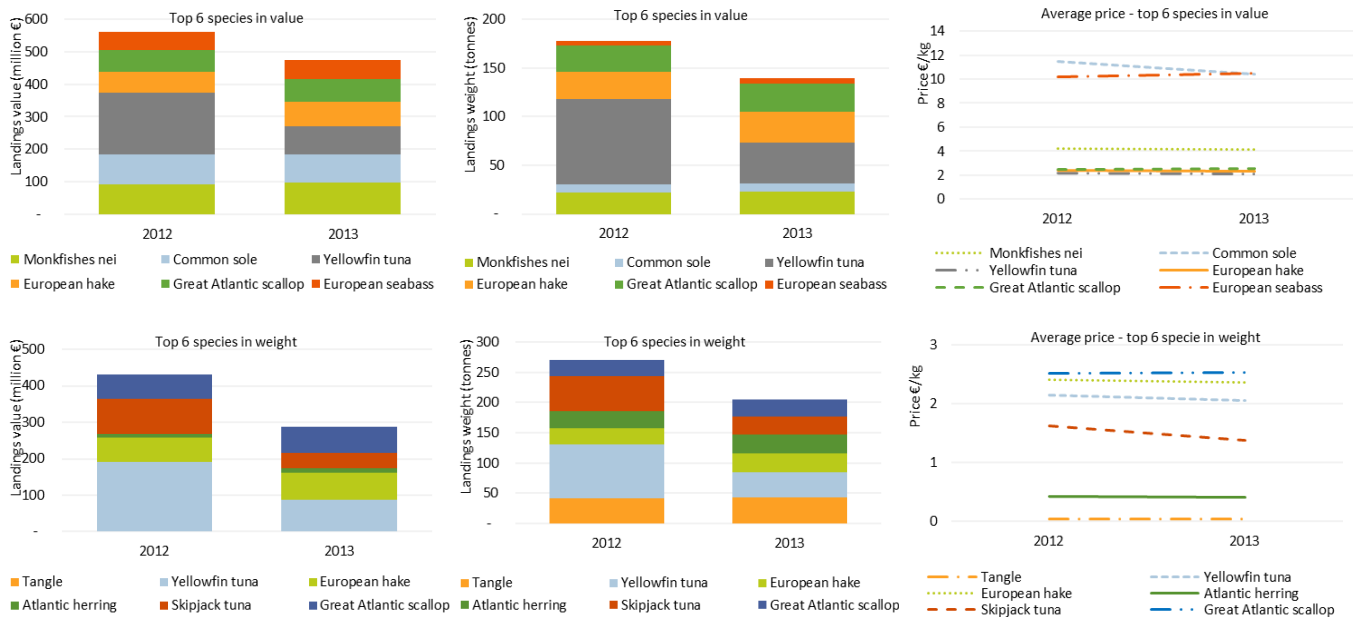 Top 6 species in value
Landings value (million €)
600
500
400
300
200
100
-
2012 2013
Monkfishes nei Common sole Yellowfin tuna
European hake Great Atlantic scallop European seabass
Top 6 species in value
Landings weight (tonnes)
200
150
100
50
-
2012 2013
Monkfishes nei Common sole Yellowfin tuna
European hake Great Atlantic scallop European seabass
Average price - top 6 species in value
Price €/kg
14
12
10
8
6
4
2
0
2012 2013
Monkfishes nei Common sole
Yellowfin tuna European hake
Great Atlantic scallop European seabass
Top 6 species in weight
Landings value (million €)
500
400
300
200
100
-
2012 2013
Tangle Yellowfin tuna European hake
Atlantic herring Skipjack tuna Great Atlantic scallop
Top 6 species in weight
Landings weight (tonnes)
300
250
200
150
100
50
-
2012 2013
Tangle Yellowfin tuna European hake
Atlantic herring Skipjack tuna Great Atlantic scallop
Average price - top 6 specie in weight
Price €/kg
3
2
1
0
2012 2013
Tangle Yellowfin tuna
European hake Atlantic herring
Skipjack tuna Great Atlantic scallop